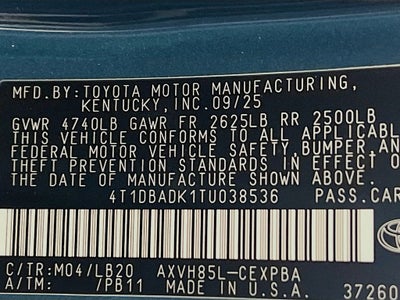 MFD.BY:TOYOTA MOTOR MANUFACTURING,
KENTUCKY,INC.09/25
GVWR 4740LB GAWR FR 2625LB RR 2500LB
THIS VEHICLE CONFORMS TO ALL APPLICABLE
FEDERAL MOTOR VEHICLE SAFETY,BUMPER,AN
THEFT PREVENTION STANDARDS IN EFFECT ON
THE DATE OF MANUFACTURE SHOWN ABOVE
4T1DBADK1TU038536 PASS.CAR
C/TR:M04/LB20 AXVH85L-CEXPBA
A/TM: /PB11 MADE IN U.S.A. 37260